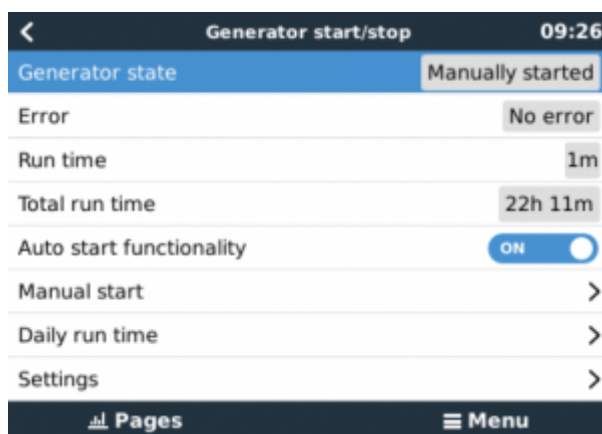 Generator start/stop 09:26
Generator state Manually started
Error No error
Run time 1m
Total run time 22h 11m
Auto start functionality ON
Manual start
Daily run time
Settings
Pages Menu